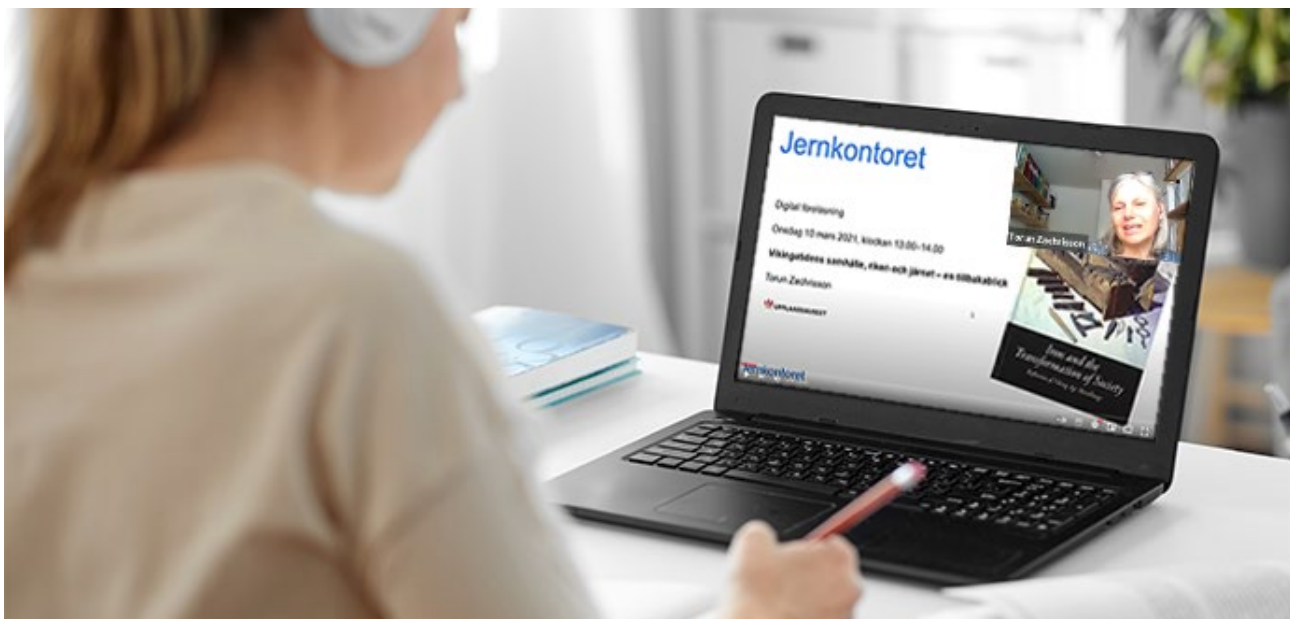 Jernkontoret
Digital föreläsning
Onsdag 10 mars 2021, klockan 13.00–14.00
Vikingatidens samhälle, riken och järnet – en tillbakablick
Torun Zachrisson
UPPLANDSMUSEET
Jernkontoret
Torun Zachrisson
Iron and the
Transformation of Society